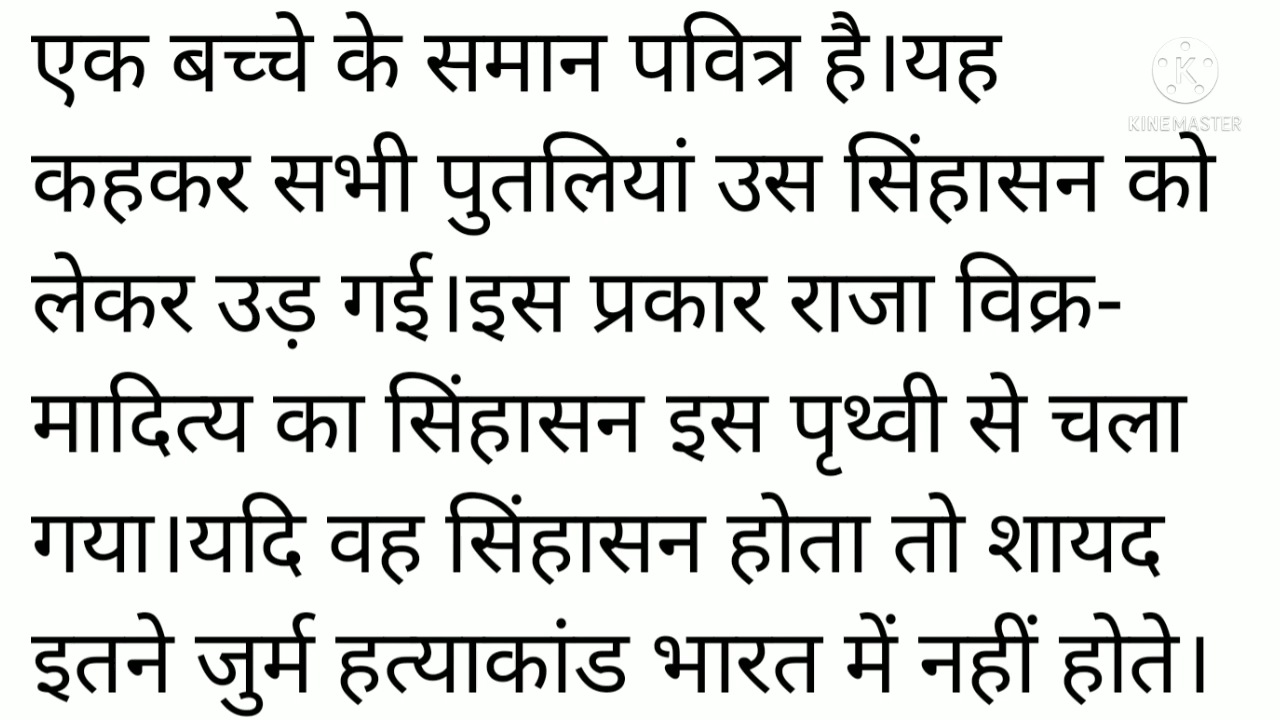 एक बच्चे के समान पवित्र है।यह
KINEMASTER
कहकर सभी पुतलियां उस सिंहासन को
लेकर उड़ गई।इस प्रकार राजा विक्र-
मादित्य का सिंहासन इस पृथ्वी से चला
गया।यदि वह सिंहासन होता तो शायद
इतने जुर्म हत्याकांड भारत में नहीं होते।